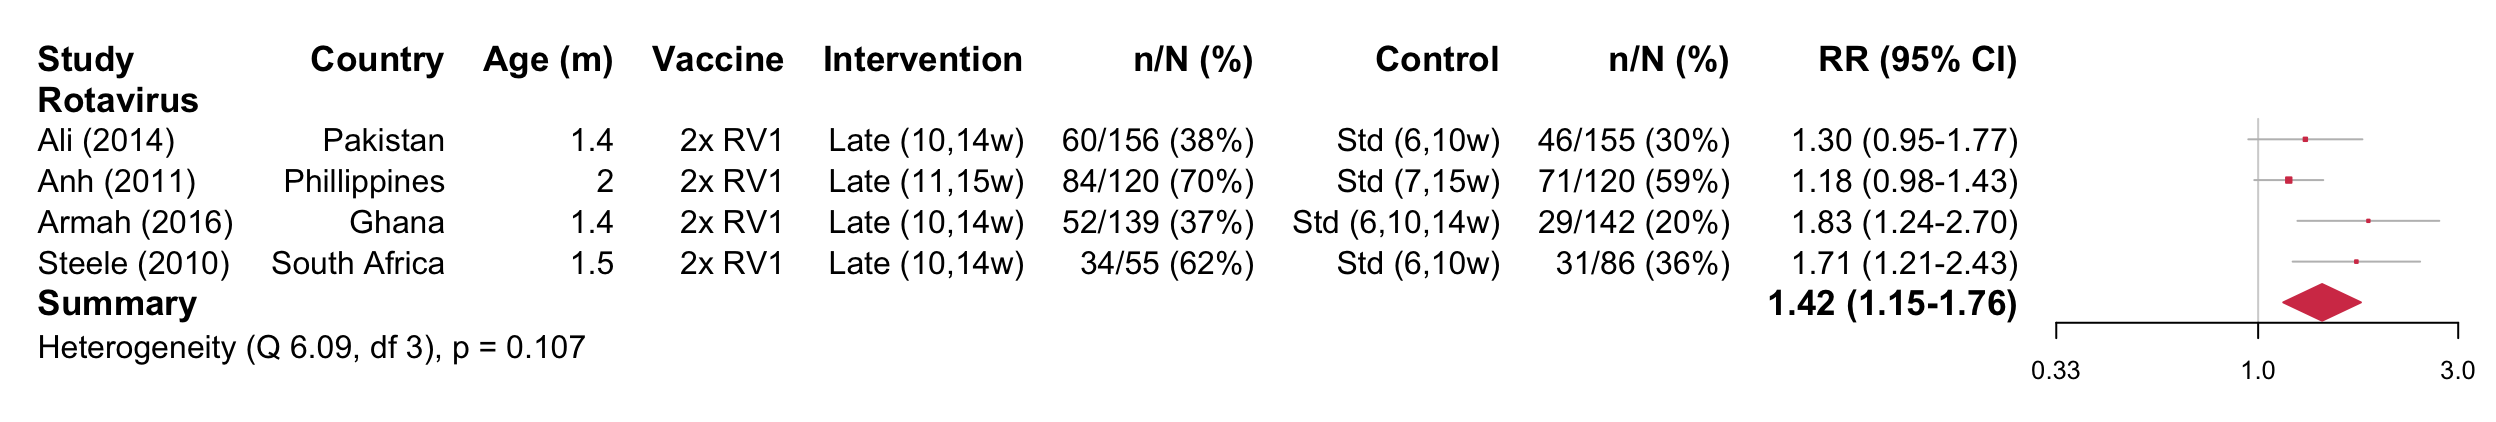 Study Country Age (m) Vaccine Intervention n/N (%) Control n/N (%) RR (95% CI)
Rotavirus
Ali (2014) Pakistan 1.4 2x RV1 Late (10,14w) 60/156 (38%) Std (6,10w) 46/155 (30%) 1.30 (0.95-1.77)
Anh (2011) Phillippines 2 2x RV1 Late (11,15w) 84/120 (70%) Std (7,15w) 71/120 (59%) 1.18 (0.98-1.43)
Armah (2016) Ghana 1.4 2x RV1 Late (10,14w) 52/139 (37%) Std (6,10,14w) 29/142 (20%) 1.83 (1.24-2.70)
Steele (2010) South Africa 1.5 2x RV1 Late (10,14w) 34/55 (62%) Std (6,10w) 31/86 (36%) 1.71 (1.21-2.43)
Summary 1.42 (1.15-1.76)
Heterogeneity (Q 6.09, df 3), p = 0.107
0.33 1.0 3.0